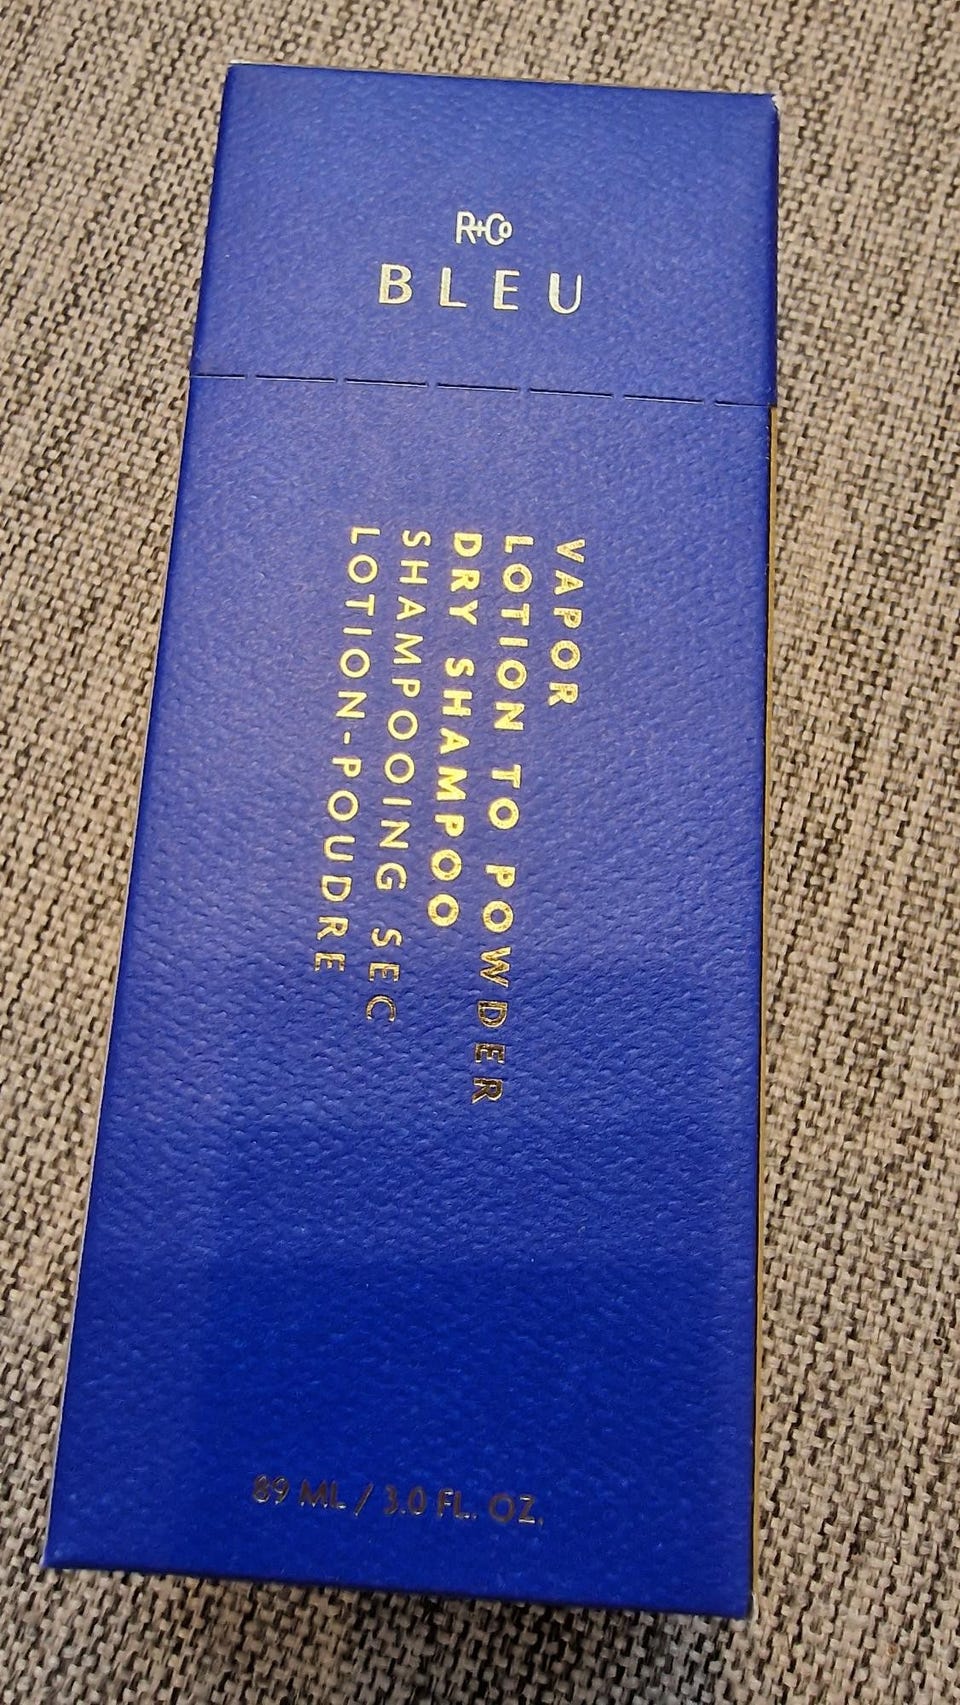 R+Co
BLEU
VAPOR
LOTION TO POWDER
DRY SHAMPOO
SHAMPOOING SEC
LOTION-POUDRE
89 ML / 3.0 FL. OZ.